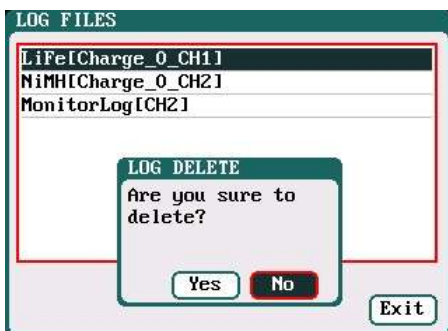 LOG FILES
LiFe[Charge_0_CH1]
NiMH[Charge_0_CH2]
MonitorLog[CH2]
LOG DELETE
Are you sure to
delete?
Yes No
Exit